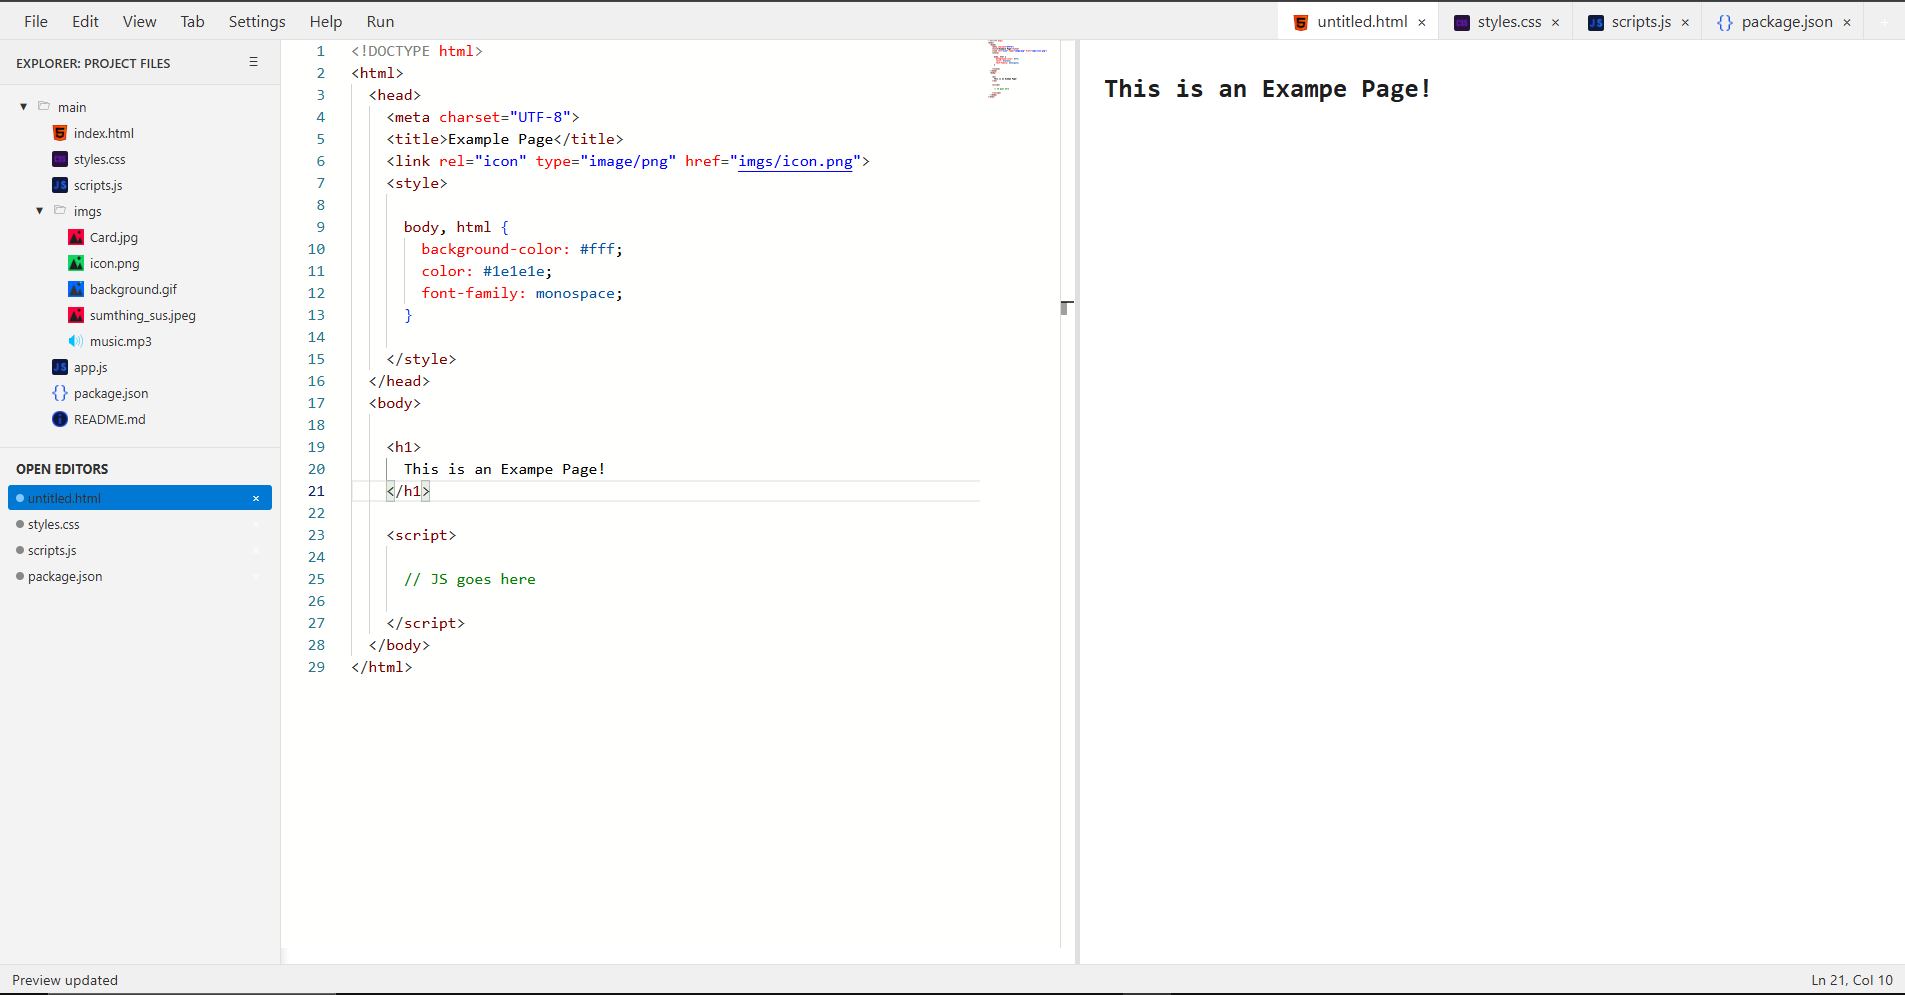 File Edit View Tab Settings Help Run
untitled.html × styles.css × scripts.js × package.json ×
EXPLORER: PROJECT FILES
main
index.html
styles.css
scripts.js
imgs
Card.jpg
icon.png
background.gif
sumthing_sus.jpeg
music.mp3
app.js
package.json
README.md
OPEN EDITORS
untitled.html ×
styles.css
scripts.js
package.json
1 <!DOCTYPE html>
2 <html>
3 <head>
4 <meta charset="UTF-8">
5 <title>Example Page</title>
6 <link rel="icon" type="image/png" href="imgs/icon.png">
7 <style>
8
9 body, html {
10 background-color: #fff;
11 color: #1e1e1e;
12 font-family: monospace;
13 }
14
15 </style>
16 </head>
17 <body>
18
19 <h1>
20 This is an Exampe Page!
21 </h1>
22
23 <script>
24
25 // JS goes here
26
27 </script>
28 </body>
29 </html>
This is an Exampe Page!
Preview updated
Ln 21, Col 10